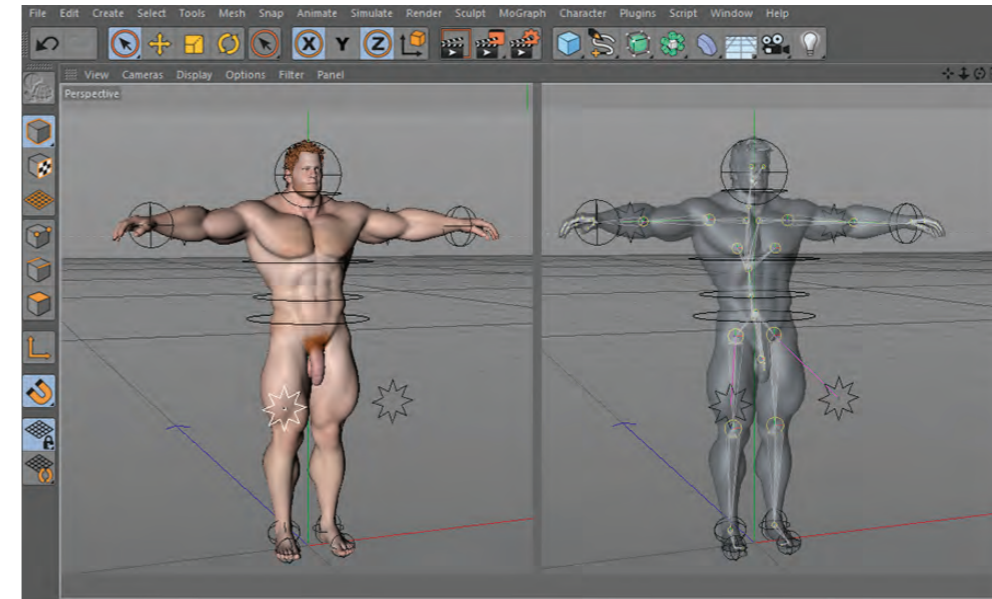 File Edit Create Select Tools Mesh Snap Animate Simulate Render Sculpt MoGraph Character Plugins Script Window Help
X Y Z
View Cameras Display Options Filter Panel
Perspective